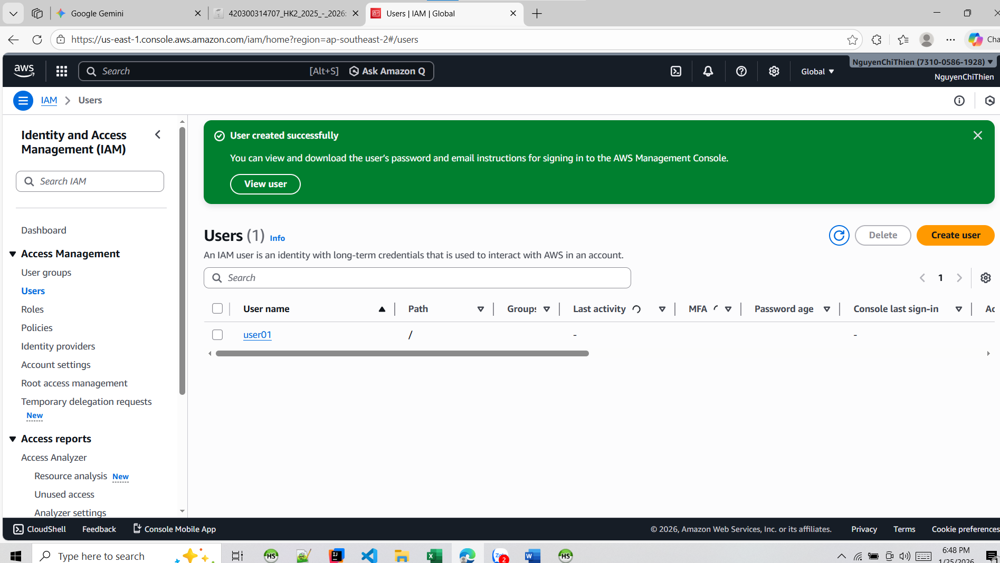 Google Gemini
420300314707_HK2_2025_-_2026:
Users | IAM | Global
https://us-east-1.console.aws.amazon.com/iam/home?region=ap-southeast-2#/users
Cha
aws
Search
[Alt+S]
Ask Amazon Q
Global
NguyenChiThien (7310-0586-1928)
NguyenChiThien
IAM
Users
Identity and Access
Management (IAM)
Search IAM
Dashboard
Access Management
User groups
Users
Roles
Policies
Identity providers
Account settings
Root access management
Temporary delegation requests
New
Access reports
Access Analyzer
Resource analysis New
Unused access
Analyzer settings
User created successfully
You can view and download the user's password and email instructions for signing in to the AWS Management Console.
View user
Users (1) Info
Delete
Create user
An IAM user is an identity with long-term credentials that is used to interact with AWS in an account.
Search
1
User name
Path
Groups
Last activity
MFA
Password age
Console last sign-in
Ac
user01
/
-
-
CloudShell
Feedback
Console Mobile App
© 2026, Amazon Web Services, Inc. or its affiliates.
Privacy
Terms
Cookie preferences
Type here to search
HS
IJ
Za
2
W
HS
6:48 PM
1/25/2026
1